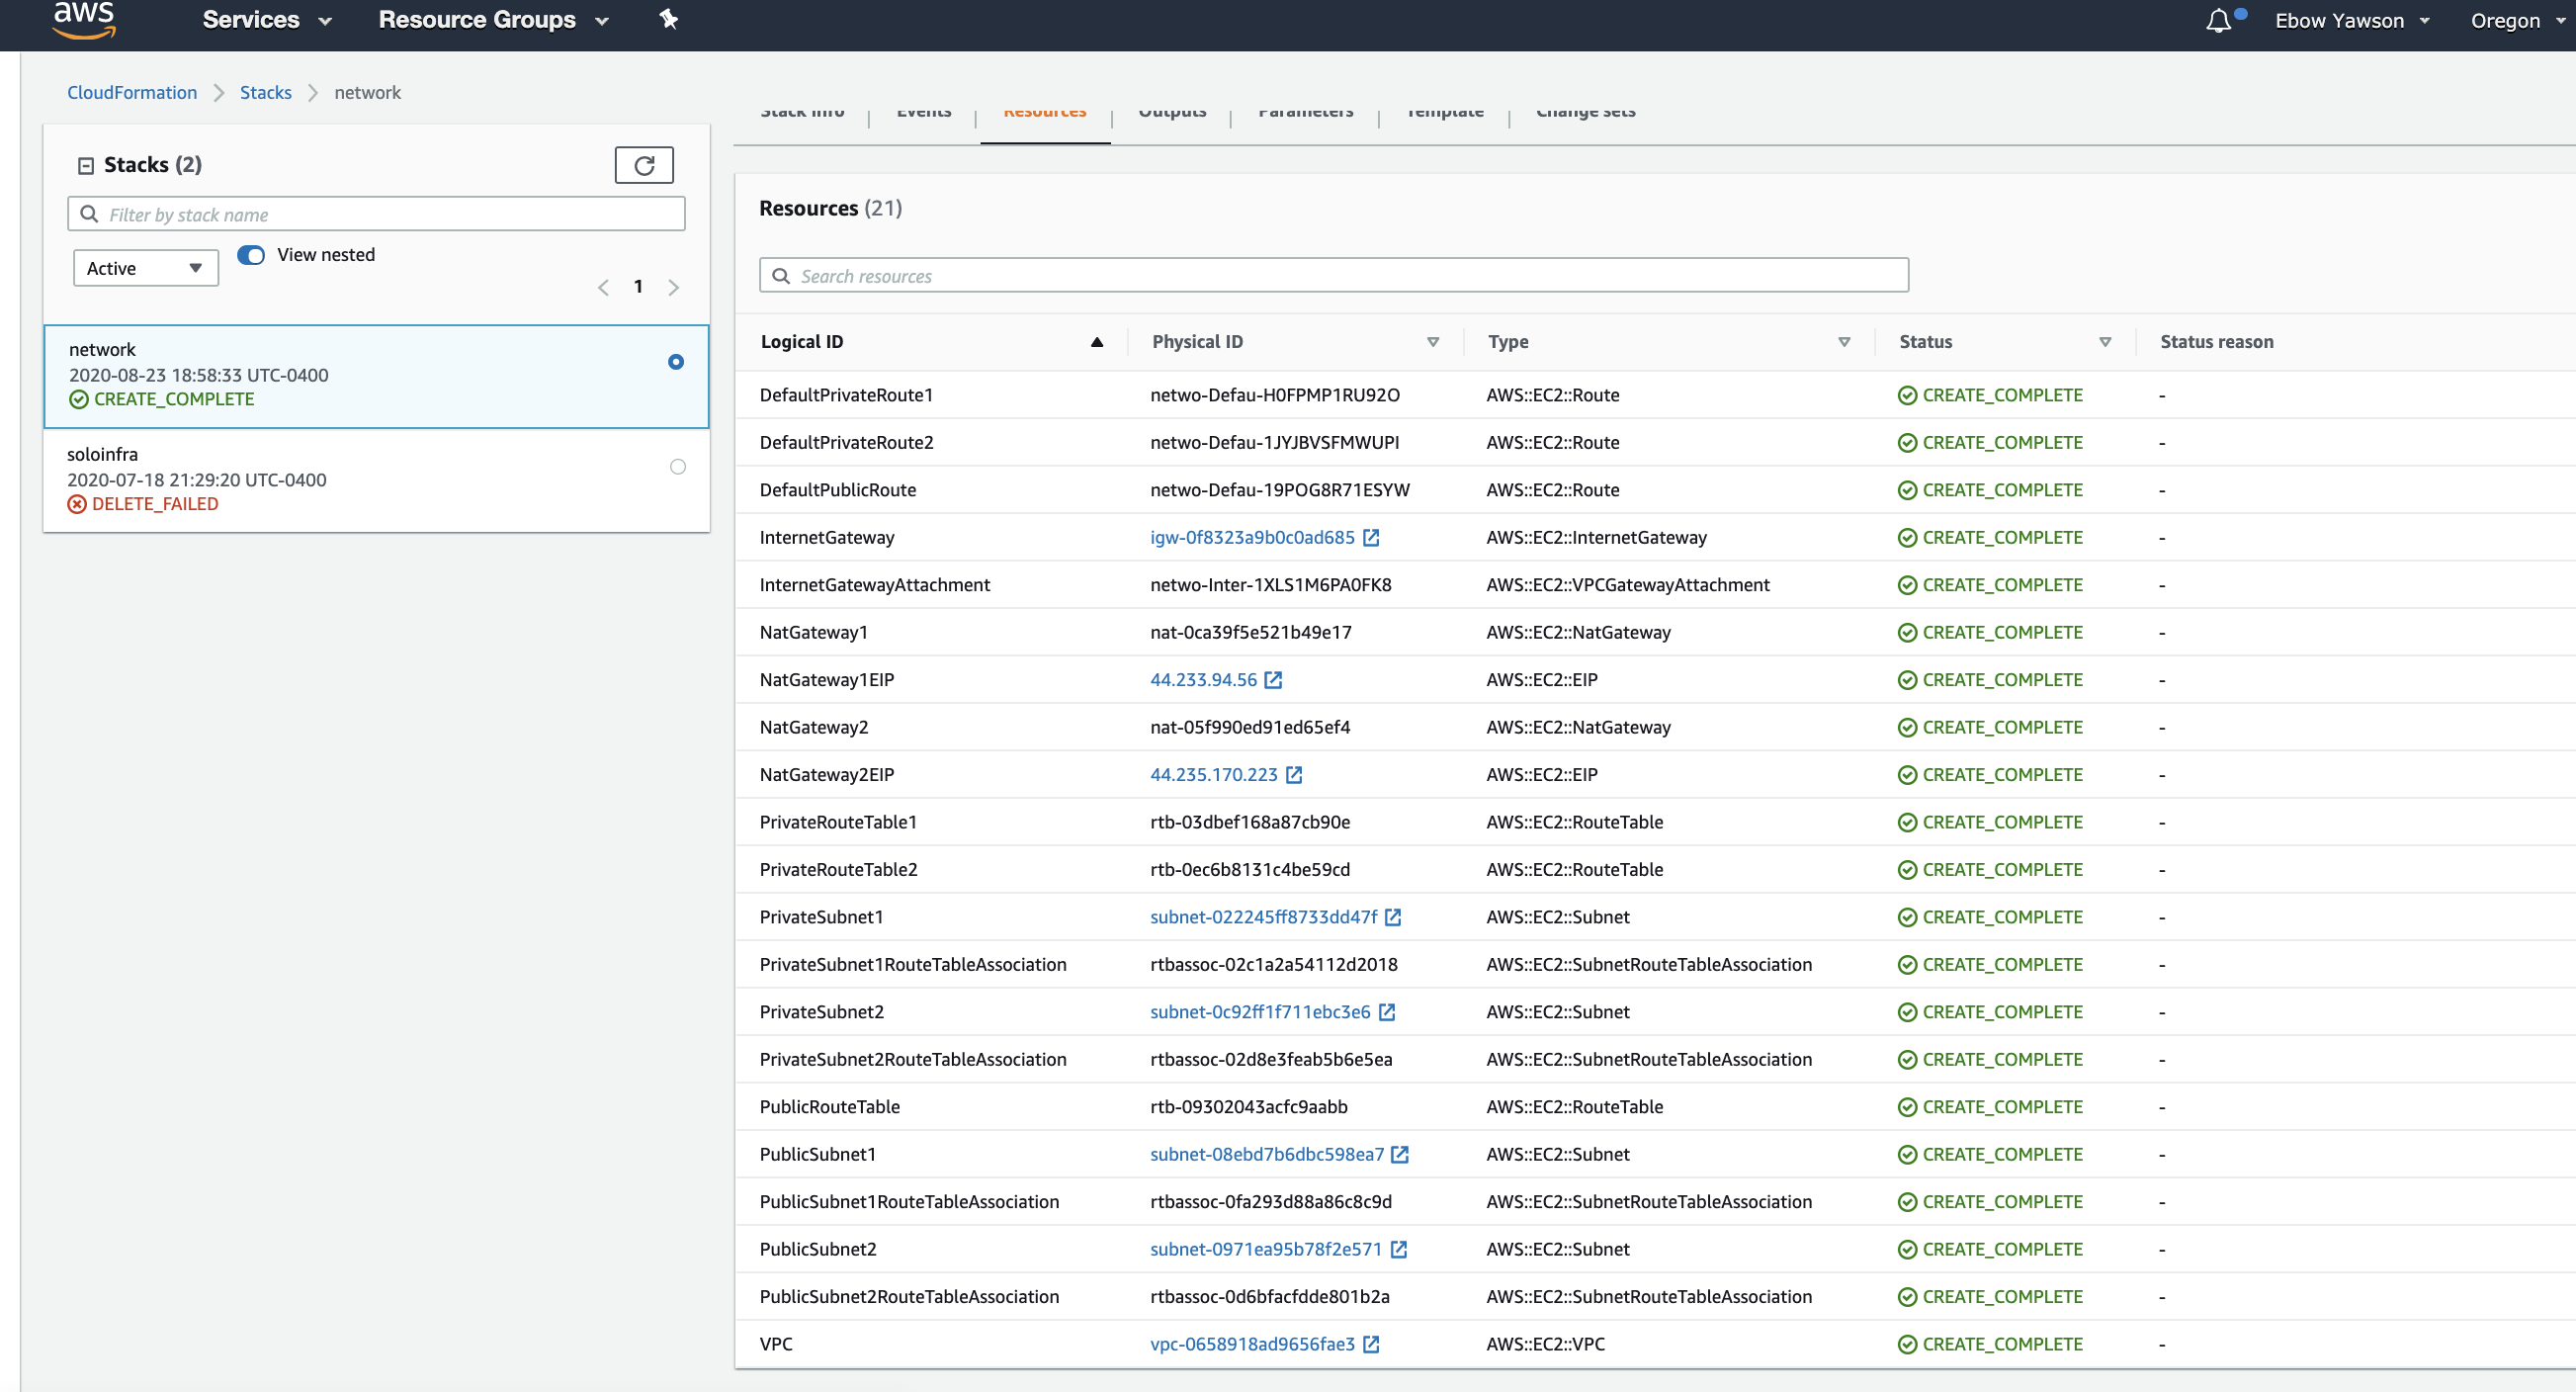 aws
Services
Resource Groups
Ebow Yawson
Oregon
CloudFormation
Stacks
network
Stack info
Events
Resources
Outputs
Parameters
Template
Change sets
Stacks (2)
Filter by stack name
Active
View nested
1
network
2020-08-23 18:58:33 UTC-0400
CREATE_COMPLETE
soloinfra
2020-07-18 21:29:20 UTC-0400
DELETE_FAILED
Resources (21)
Search resources
Logical ID Physical ID Type Status Status reason
DefaultPrivateRoute1 netwo-Defau-H0FPMP1RU92O AWS::EC2::Route CREATE_COMPLETE -
DefaultPrivateRoute2 netwo-Defau-1JYJBVSFMWUPI AWS::EC2::Route CREATE_COMPLETE -
DefaultPublicRoute netwo-Defau-19POG8R71ESYW AWS::EC2::Route CREATE_COMPLETE -
InternetGateway igw-0f8323a9b0c0ad685 AWS::EC2::InternetGateway CREATE_COMPLETE -
InternetGatewayAttachment netwo-Inter-1XLS1M6PA0FK8 AWS::EC2::VPCGatewayAttachment CREATE_COMPLETE -
NatGateway1 nat-0ca39f5e521b49e17 AWS::EC2::NatGateway CREATE_COMPLETE -
NatGateway1EIP 44.233.94.56 AWS::EC2::EIP CREATE_COMPLETE -
NatGateway2 nat-05f990ed91ed65ef4 AWS::EC2::NatGateway CREATE_COMPLETE -
NatGateway2EIP 44.235.170.223 AWS::EC2::EIP CREATE_COMPLETE -
PrivateRouteTable1 rtb-03dbef168a87cb90e AWS::EC2::RouteTable CREATE_COMPLETE -
PrivateRouteTable2 rtb-0ec6b8131c4be59cd AWS::EC2::RouteTable CREATE_COMPLETE -
PrivateSubnet1 subnet-022245ff8733dd47f AWS::EC2::Subnet CREATE_COMPLETE -
PrivateSubnet1RouteTableAssociation rtbassoc-02c1a2a54112d2018 AWS::EC2::SubnetRouteTableAssociation CREATE_COMPLETE -
PrivateSubnet2 subnet-0c92ff1f711ebc3e6 AWS::EC2::Subnet CREATE_COMPLETE -
PrivateSubnet2RouteTableAssociation rtbassoc-02d8e3feab5b6e5ea AWS::EC2::SubnetRouteTableAssociation CREATE_COMPLETE -
PublicRouteTable rtb-09302043acfc9aabb AWS::EC2::RouteTable CREATE_COMPLETE -
PublicSubnet1 subnet-08ebd7b6dbc598ea7 AWS::EC2::Subnet CREATE_COMPLETE -
PublicSubnet1RouteTableAssociation rtbassoc-0fa293d88a86c8c9d AWS::EC2::SubnetRouteTableAssociation CREATE_COMPLETE -
PublicSubnet2 subnet-0971ea95b78f2e571 AWS::EC2::Subnet CREATE_COMPLETE -
PublicSubnet2RouteTableAssociation rtbassoc-0d6bfacfdde801b2a AWS::EC2::SubnetRouteTableAssociation CREATE_COMPLETE -
VPC vpc-0658918ad9656fae3 AWS::EC2::VPC CREATE_COMPLETE -